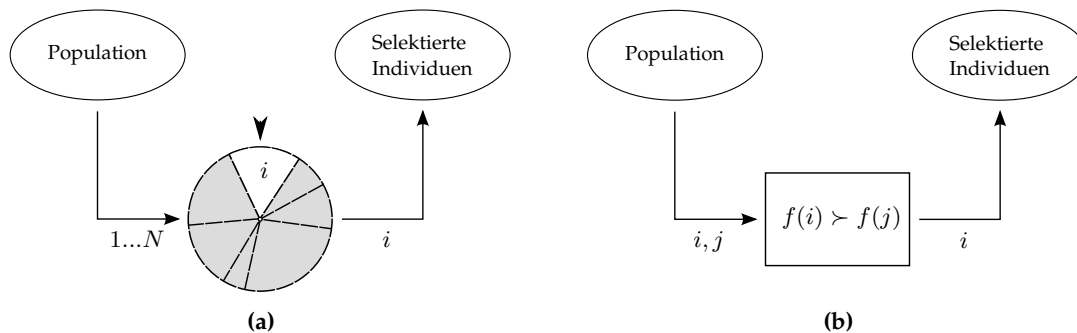 Population
Selektierte
Individuen
i
1...N
i
(a)
Population
Selektierte
Individuen
f(i) ≻ f(j)
i, j
i
(b)